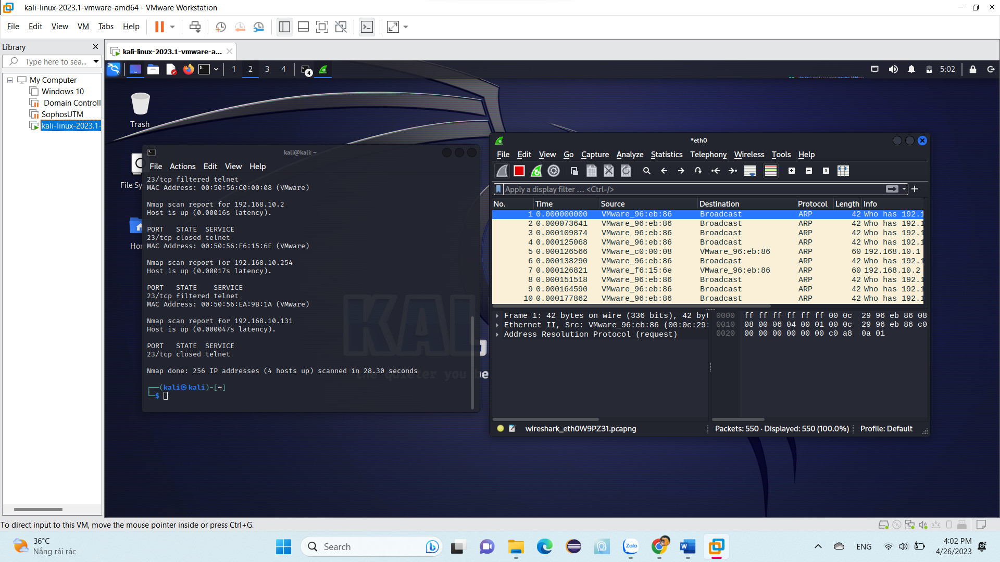 kali-linux-2023.1-vmware-amd64 - VMware Workstation
File Edit View VM Tabs Help
Library
Type here to sea...
My Computer
Windows 10
Domain Controll
SophosUTM
kali-linux-2023.1-
kali-linux-2023.1-vmware-a...
1 2 3 4
4
5:02
Trash
File Sy
Hor
kali@kali: ~
File Actions Edit View Help
23/tcp filtered telnet
MAC Address: 00:50:56:C0:00:08 (VMware)
Nmap scan report for 192.168.10.2
Host is up (0.00016s latency).
PORT STATE SERVICE
23/tcp closed telnet
MAC Address: 00:50:56:F6:15:6E (VMware)
Nmap scan report for 192.168.10.254
Host is up (0.00017s latency).
PORT STATE SERVICE
23/tcp filtered telnet
MAC Address: 00:50:56:EA:9B:1A (VMware)
Nmap scan report for 192.168.10.131
Host is up (0.000047s latency).
PORT STATE SERVICE
23/tcp closed telnet
Nmap done: 256 IP addresses (4 hosts up) scanned in 28.30 seconds
(kali㉿kali)-[~]
$
KAL
the quieter you be
*eth0
File Edit View Go Capture Analyze Statistics Telephony Wireless Tools Help
Apply a display filter ... <Ctrl-/>
No. Time Source Destination Protocol Length Info
1 0.000000000 VMware_96:eb:86 Broadcast ARP 42 Who has 192.1
2 0.000073641 VMware_96:eb:86 Broadcast ARP 42 Who has 192.1
3 0.000109874 VMware_96:eb:86 Broadcast ARP 42 Who has 192.1
4 0.000125068 VMware_96:eb:86 Broadcast ARP 42 Who has 192.1
5 0.000126566 VMware_c0:00:08 VMware_96:eb:86 ARP 60 192.168.10.1
6 0.000138290 VMware_96:eb:86 Broadcast ARP 42 Who has 192.1
7 0.000126821 VMware_f6:15:6e VMware_96:eb:86 ARP 60 192.168.10.2
8 0.000151518 VMware_96:eb:86 Broadcast ARP 42 Who has 192.1
9 0.000164590 VMware_96:eb:86 Broadcast ARP 42 Who has 192.1
10 0.000177862 VMware_96:eb:86 Broadcast ARP 42 Who has 192.1
Frame 1: 42 bytes on wire (336 bits), 42 byt
Ethernet II, Src: VMware_96:eb:86 (00:0c:29:
Address Resolution Protocol (request)
0000 ff ff ff ff ff ff 00 0c 29 96 eb 86 08
0010 08 00 06 04 00 01 00 0c 29 96 eb 86 c0
0020 00 00 00 00 00 00 c0 a8 0a 01
wireshark_eth0W9PZ31.pcapng
Packets: 550 · Displayed: 550 (100.0%)
Profile: Default
To direct input to this VM, move the mouse pointer inside or press Ctrl+G.
36°C
Nắng rải rác
Search
Zalo
W
ENG
4:02 PM
4/26/2023